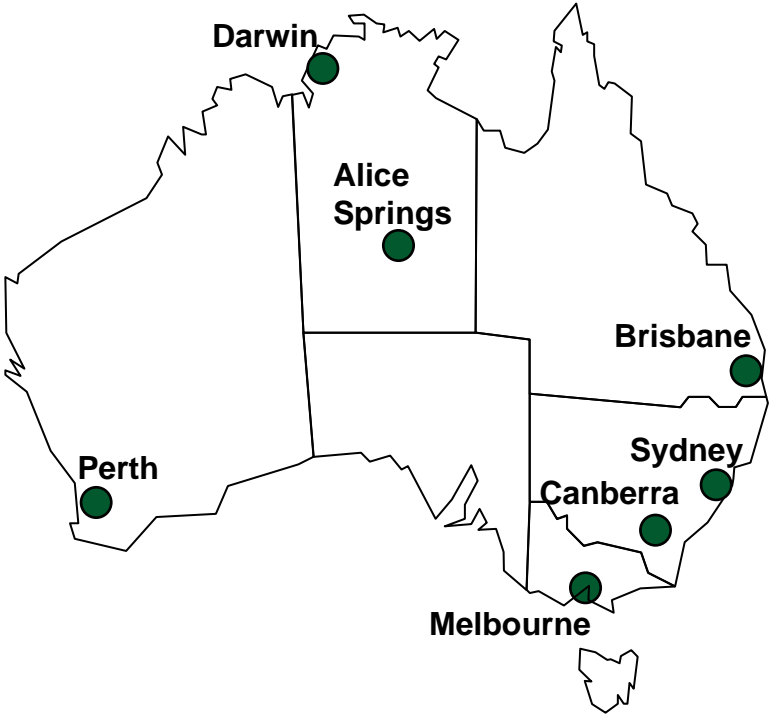 Darwin
Alice
Springs
Brisbane
Sydney
Perth
Canberra
Melbourne